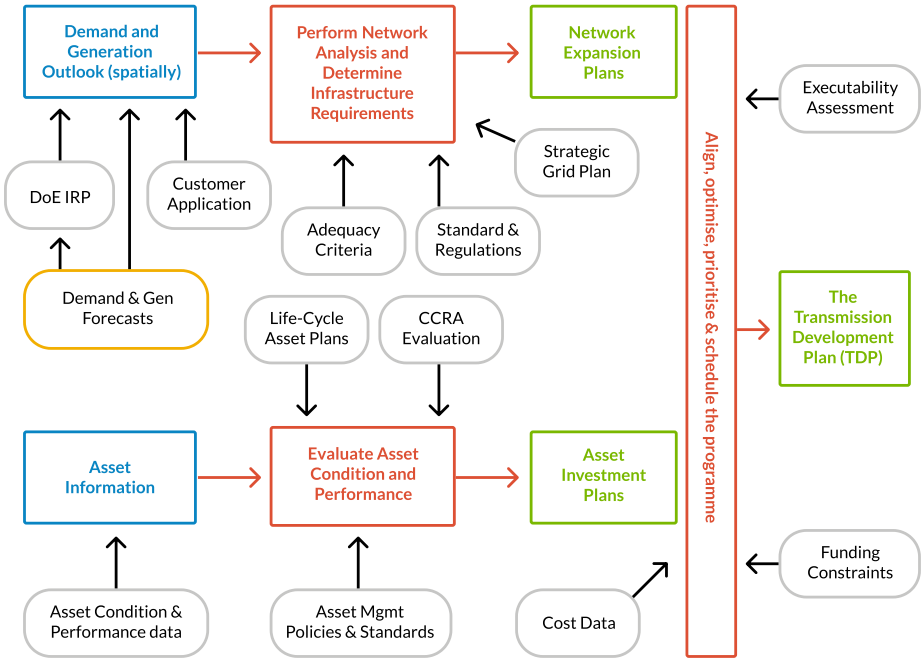 Demand and
Generation
Outlook (spatially)
Perform Network
Analysis and
Determine
Infrastructure
Requirements
Network
Expansion
Plans
Executability
Assessment
Strategic
Grid Plan
DoE IRP
Customer
Application
Adequacy
Criteria
Standard &
Regulations
Demand & Gen
Forecasts
Life-Cycle
Asset Plans
CCRA
Evaluation
Align, optimise, prioritise & schedule the programme
The
Transmission
Development
Plan (TDP)
Asset
Information
Evaluate Asset
Condition and
Performance
Asset
Investment
Plans
Funding
Constraints
Asset Condition &
Performance data
Asset Mgmt
Policies & Standards
Cost Data